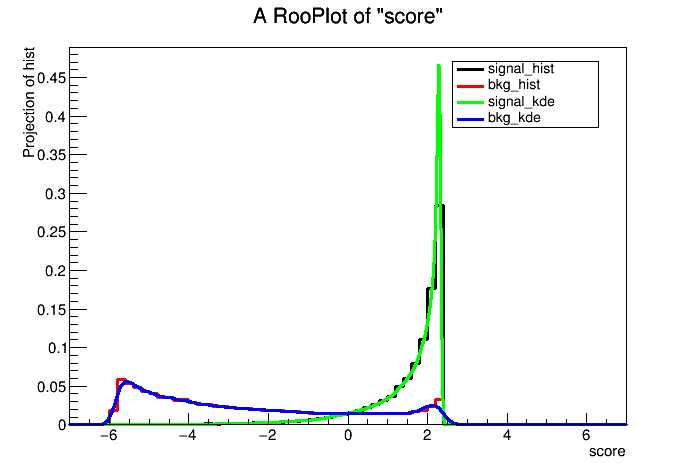 A RooPlot of "score"
Projection of hist
0.45
0.4
0.35
0.3
0.25
0.2
0.15
0.1
0.05
0
signal_hist
bkg_hist
signal_kde
bkg_kde
−6 −4 −2 0 2 4 6
score